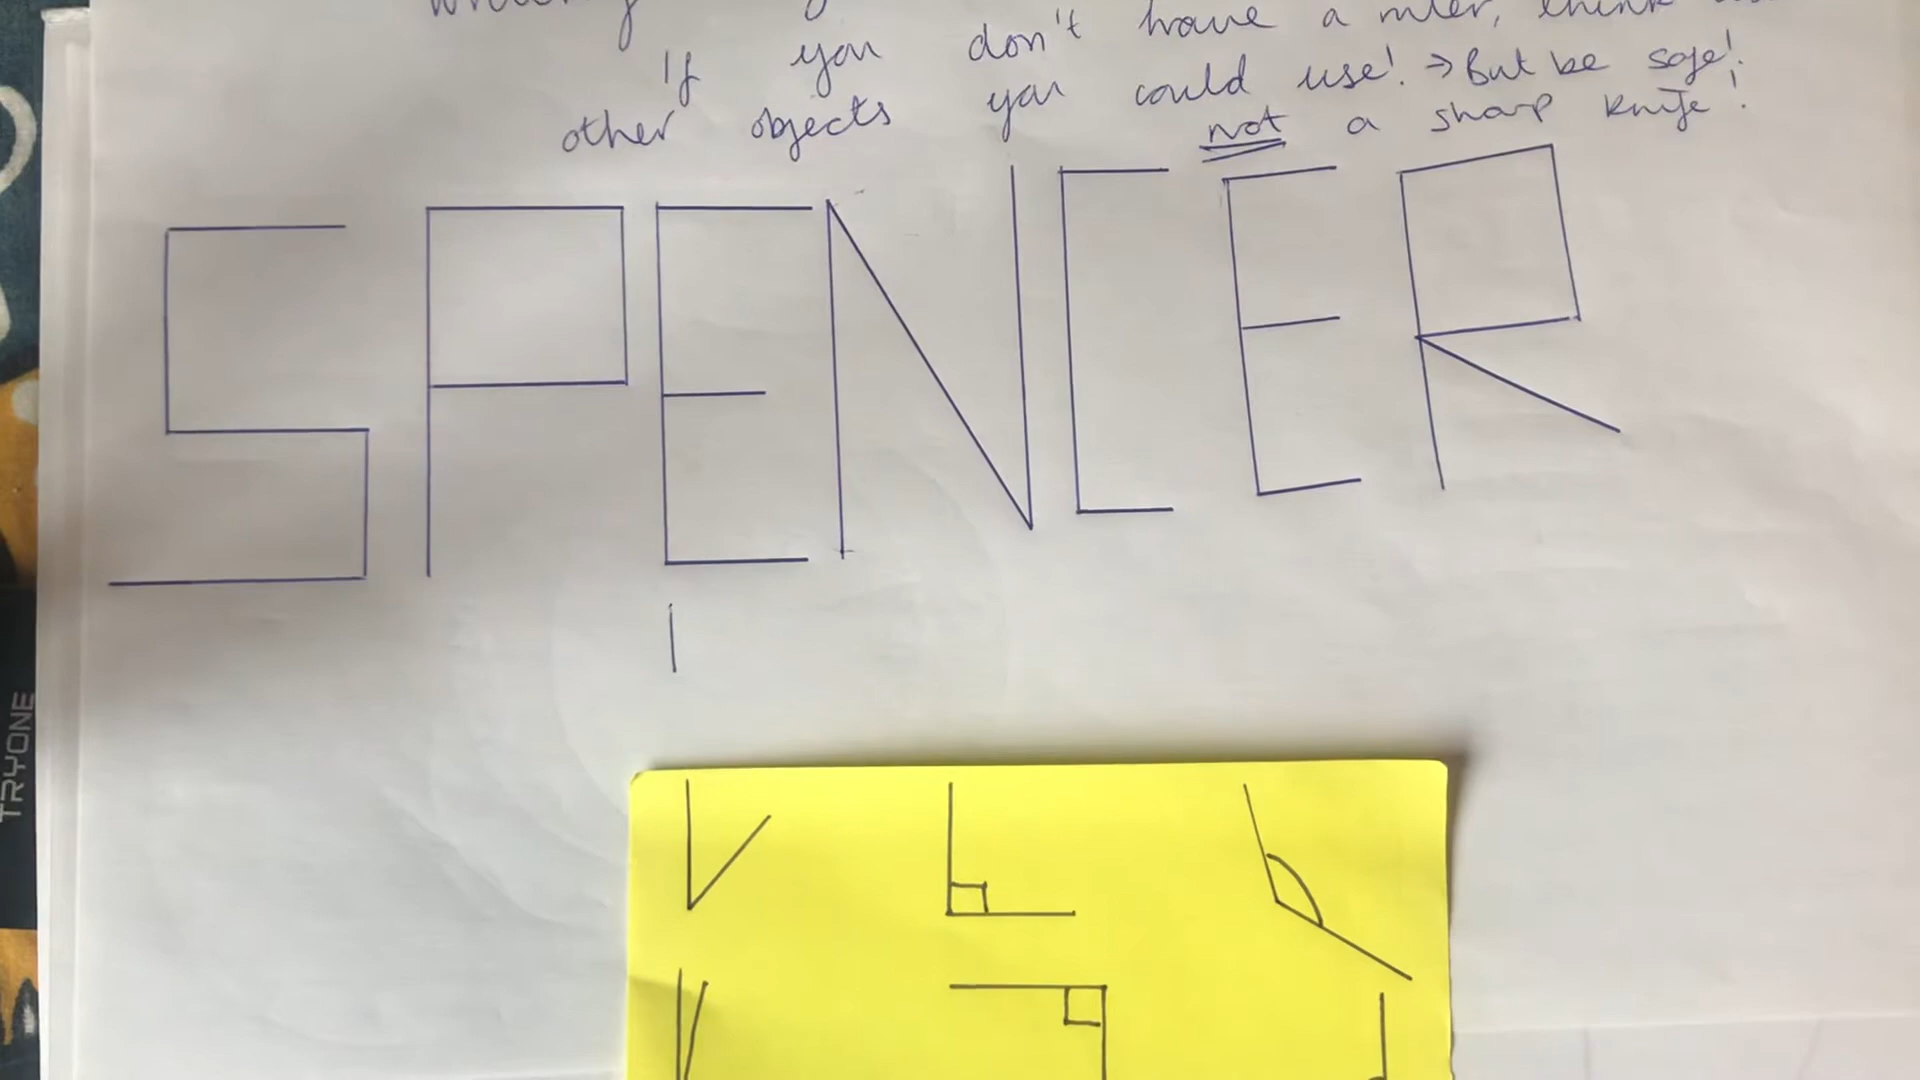 If you don't have a ruler, think
other objects you could use! → But be safe!
not a sharp knife!
SPENCER
TRYONE